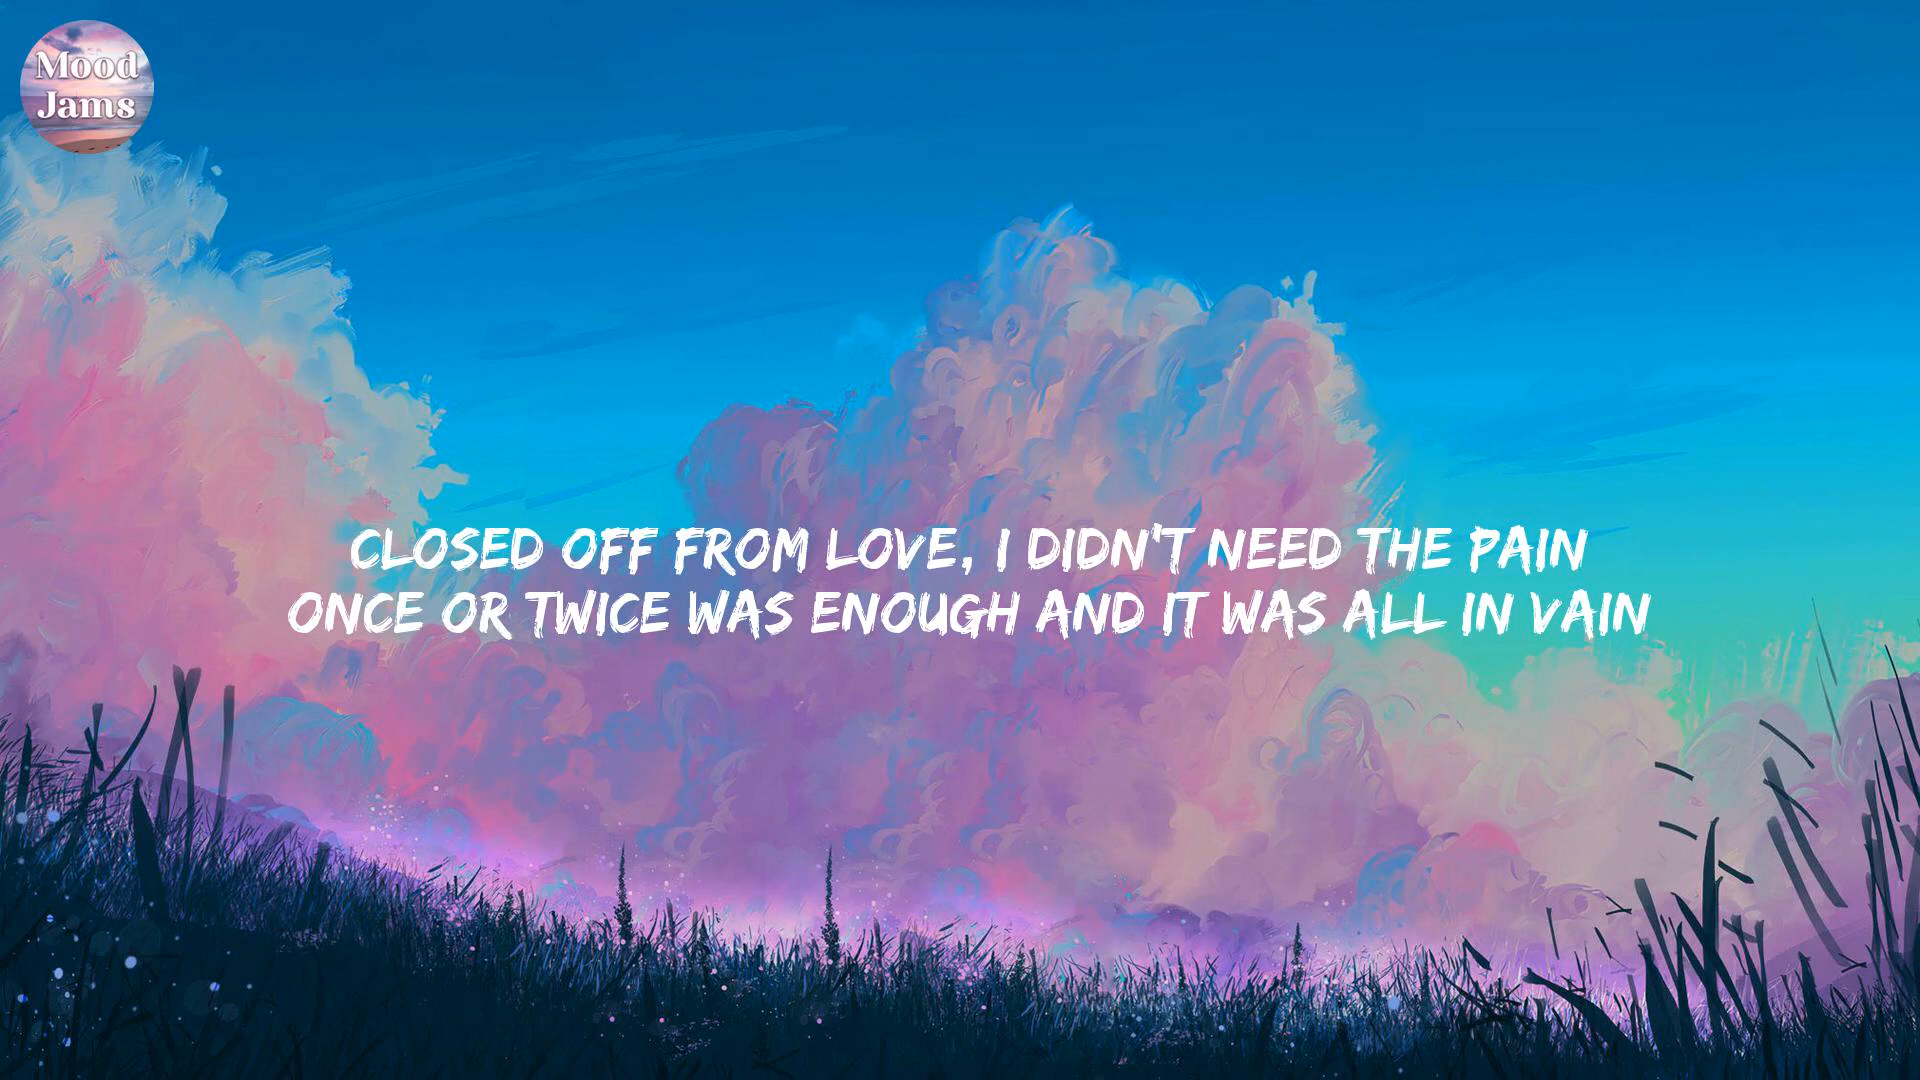 Mood
Jams
CLOSED OFF FROM LOVE, I DIDN'T NEED THE PAIN
ONCE OR TWICE WAS ENOUGH AND IT WAS ALL IN VAIN